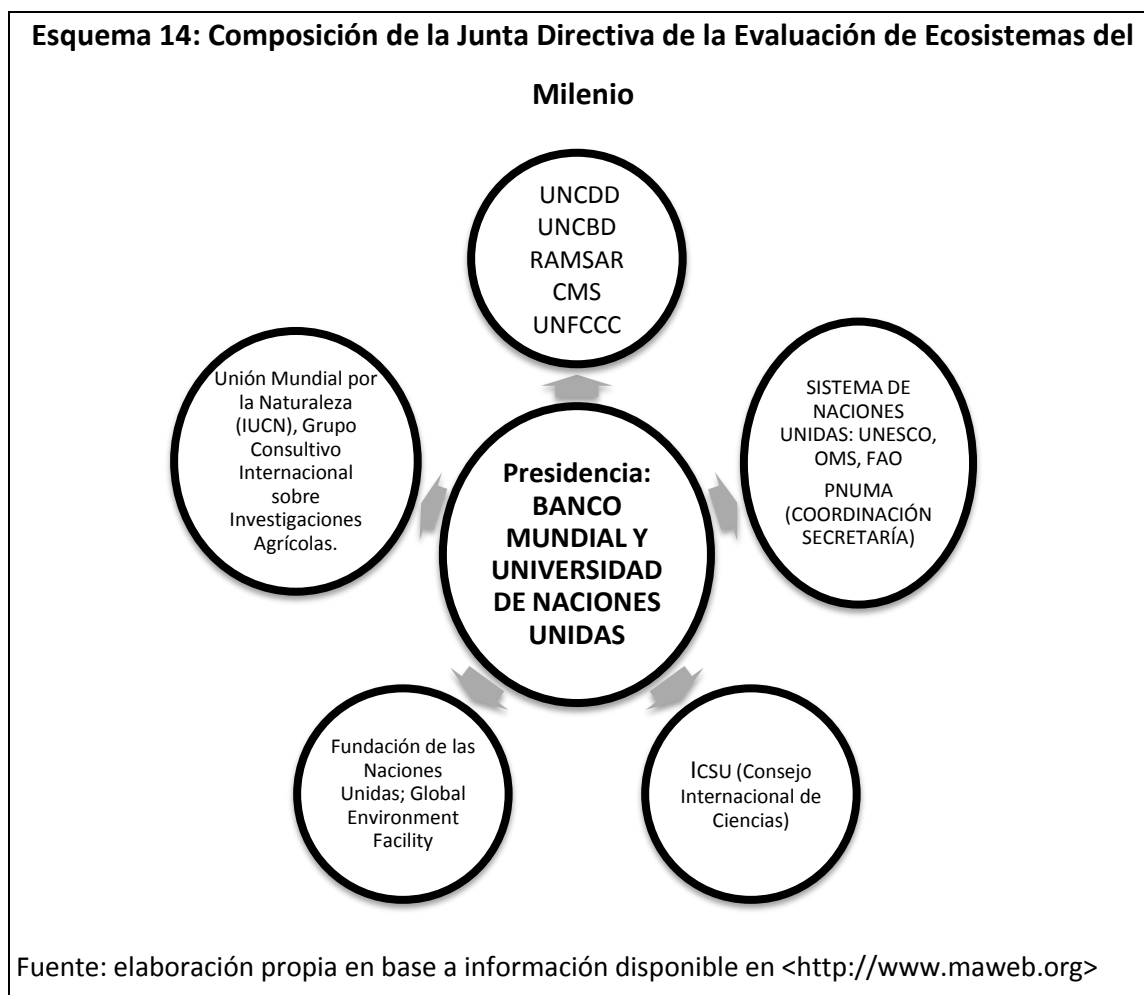 Esquema 14: Composición de la Junta Directiva de la Evaluación de Ecosistemas del
Milenio
UNCDD
UNCBD
RAMSAR
CMS
UNFCCC
Unión Mundial por
la Naturaleza
(IUCN), Grupo
Consultivo
Internacional
sobre
Investigaciones
Agrícolas.
SISTEMA DE
NACIONES
UNIDAS: UNESCO,
OMS, FAO
PNUMA
(COORDINACIÓN
SECRETARÍA)
Presidencia:
BANCO
MUNDIAL Y
UNIVERSIDAD
DE NACIONES
UNIDAS
Fundación de las
Naciones
Unidas; Global
Environment
Facility
ICSU (Consejo
Internacional de
Ciencias)
Fuente: elaboración propia en base a información disponible en <http://www.maweb.org>